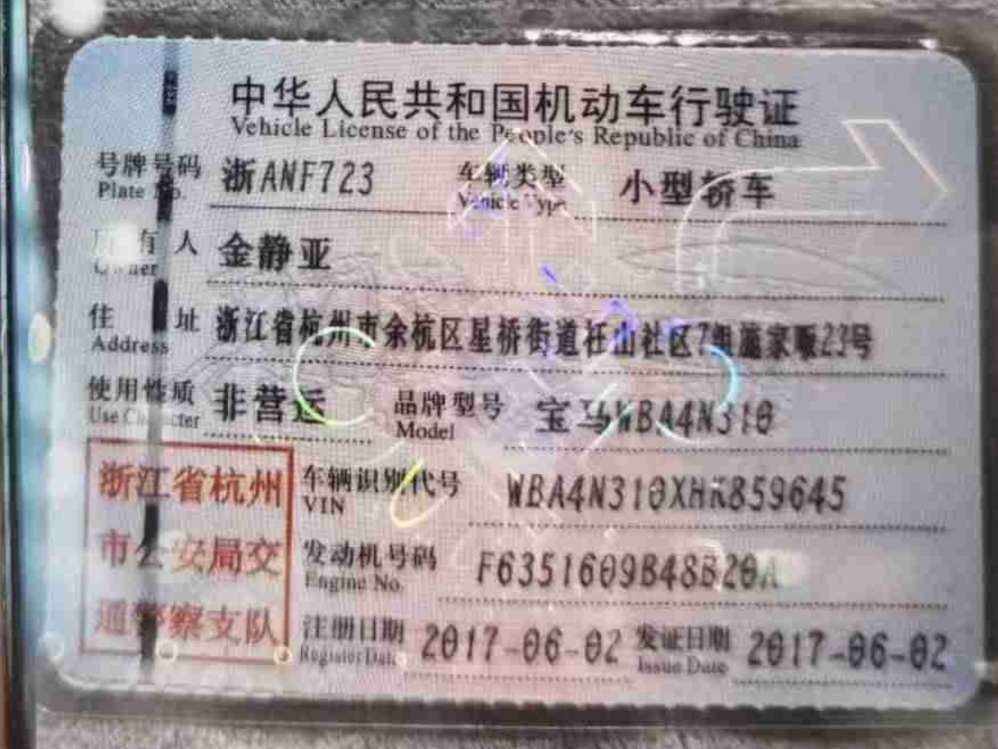 中华人民共和国机动车行驶证
Vehicle License of the People's Republic of China
号牌号码 浙ANF723 车辆类型 小型轿车
Plate No. Vehicle Type
所有人 金静亚
Owner
住址 浙江省杭州市余杭区星桥街道枉山社区7组施家畈23号
Address
使用性质 非营运 品牌型号 宝马WBA4N310
Use Character Model
浙江省杭州 车辆识别代号 WBA4N310XHK859645
VIN
市公安局交 发动机号码 F6351609B48B20A
Engine No.
通警察支队 注册日期 2017-06-02 发证日期 2017-06-02
Register Date Issue Date